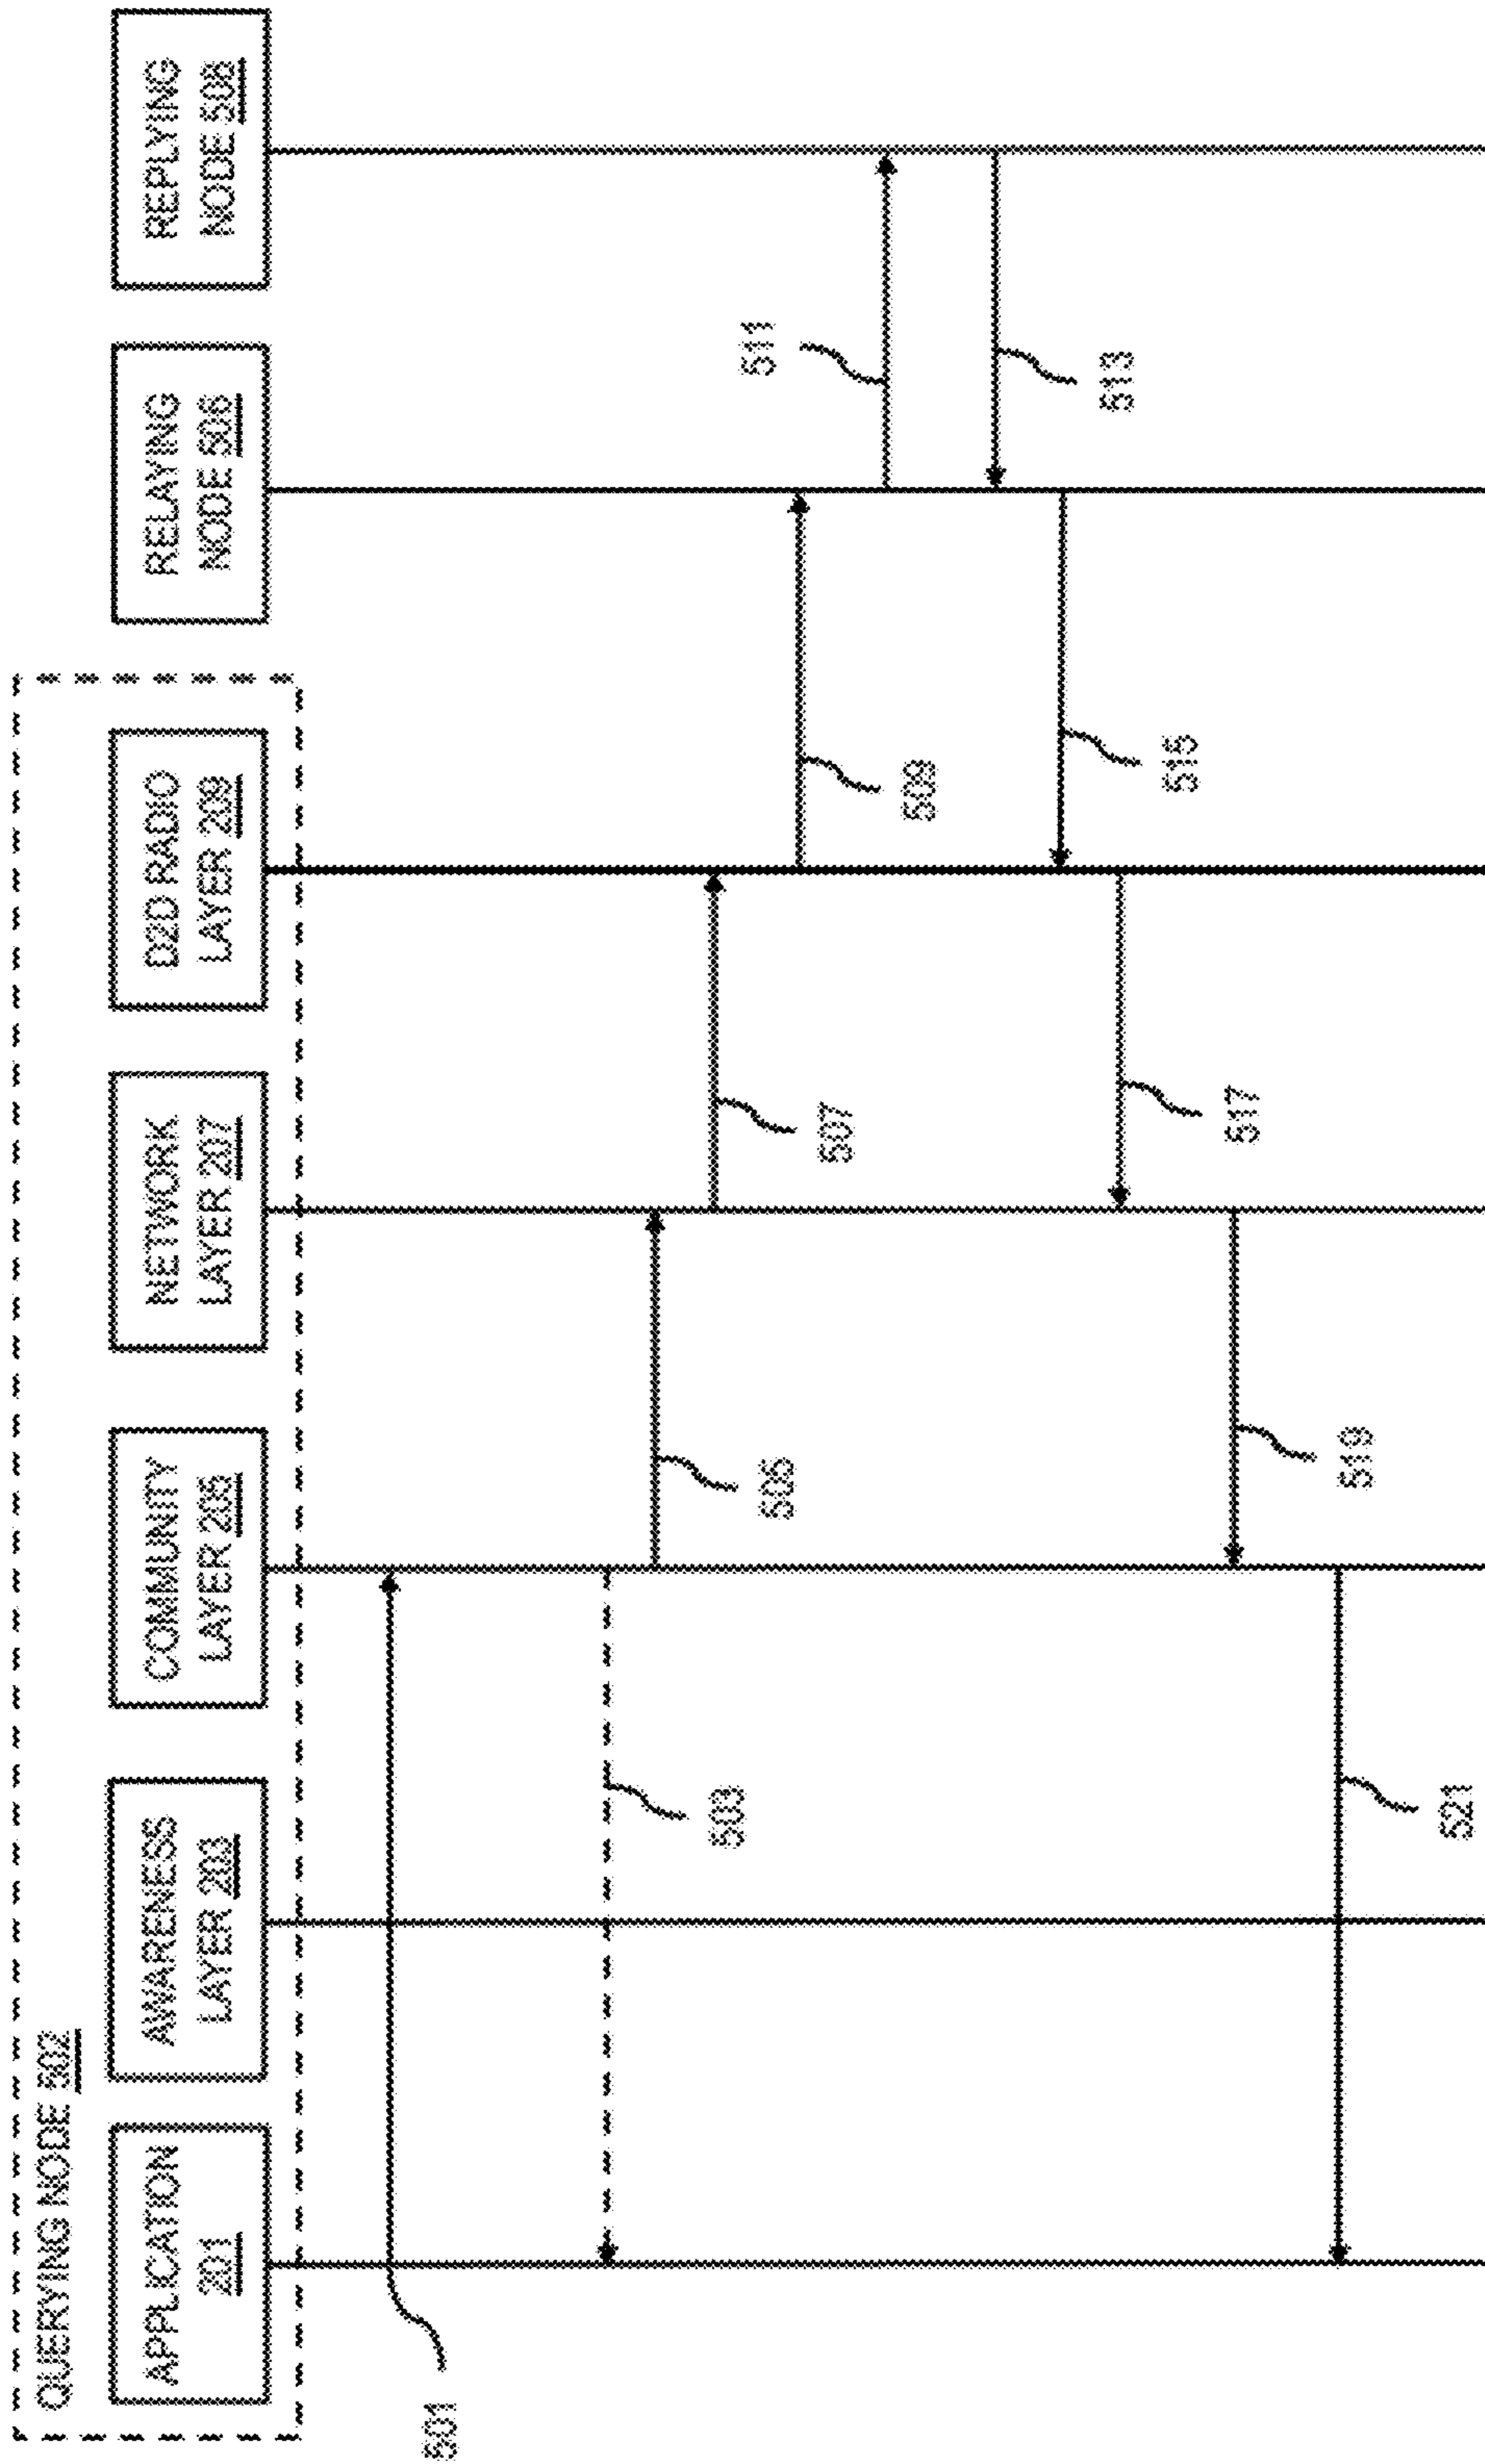 QUERYING NODE 502
APPLICATION
201
AWARENESS
LAYER 203
COMMUNITY
LAYER 205
NETWORK
LAYER 207
D2D RADIO
LAYER 209
RELAYING
NODE 506
REPLYING
NODE 508
501
503
505
507
509
511
513
515
517
519
521